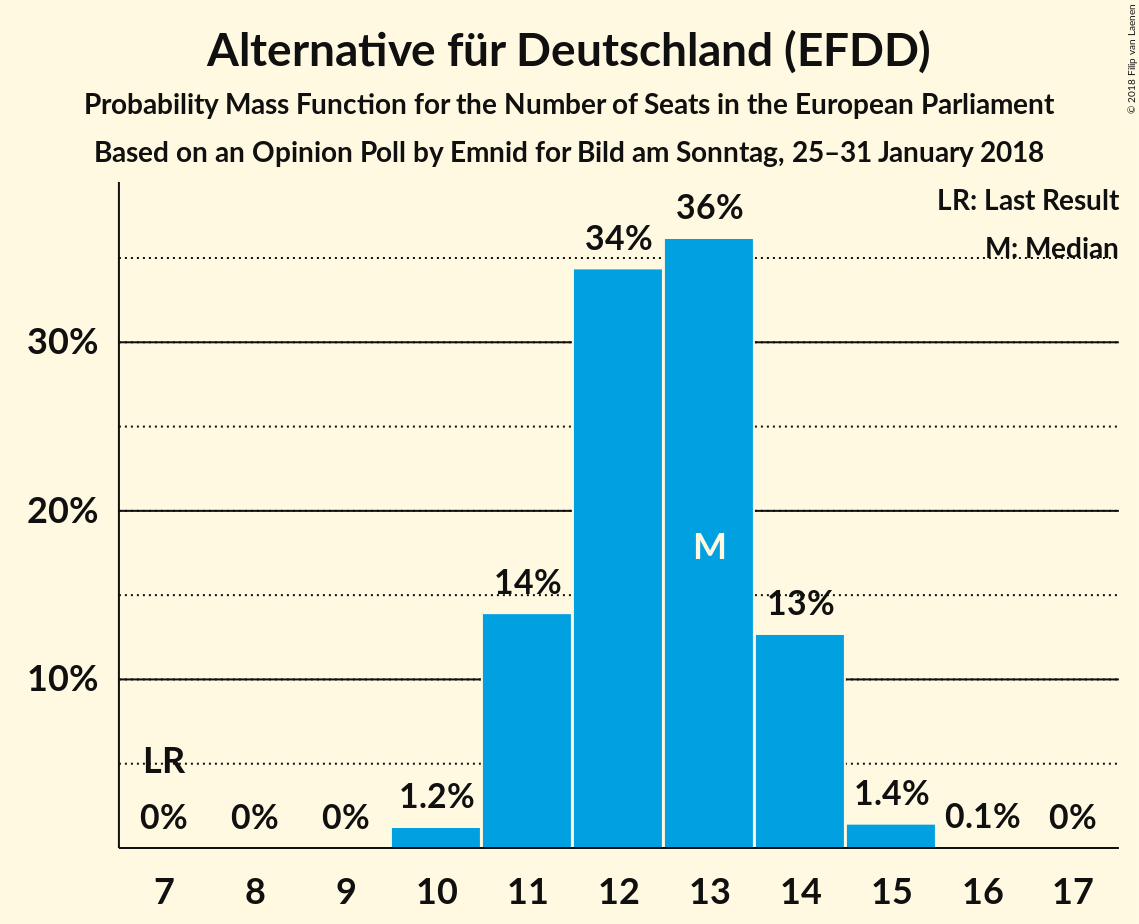 Alternative für Deutschland (EFDD)
Probability Mass Function for the Number of Seats in the European Parliament
Based on an Opinion Poll by Emnid for Bild am Sonntag, 25–31 January 2018
© 2018 Filip van Laenen
LR: Last Result
M: Median
30%
20%
10%
LR
0%
0%
0%
1.2%
14%
34%
36%
M
13%
1.4%
0.1%
0%
7 8 9 10 11 12 13 14 15 16 17